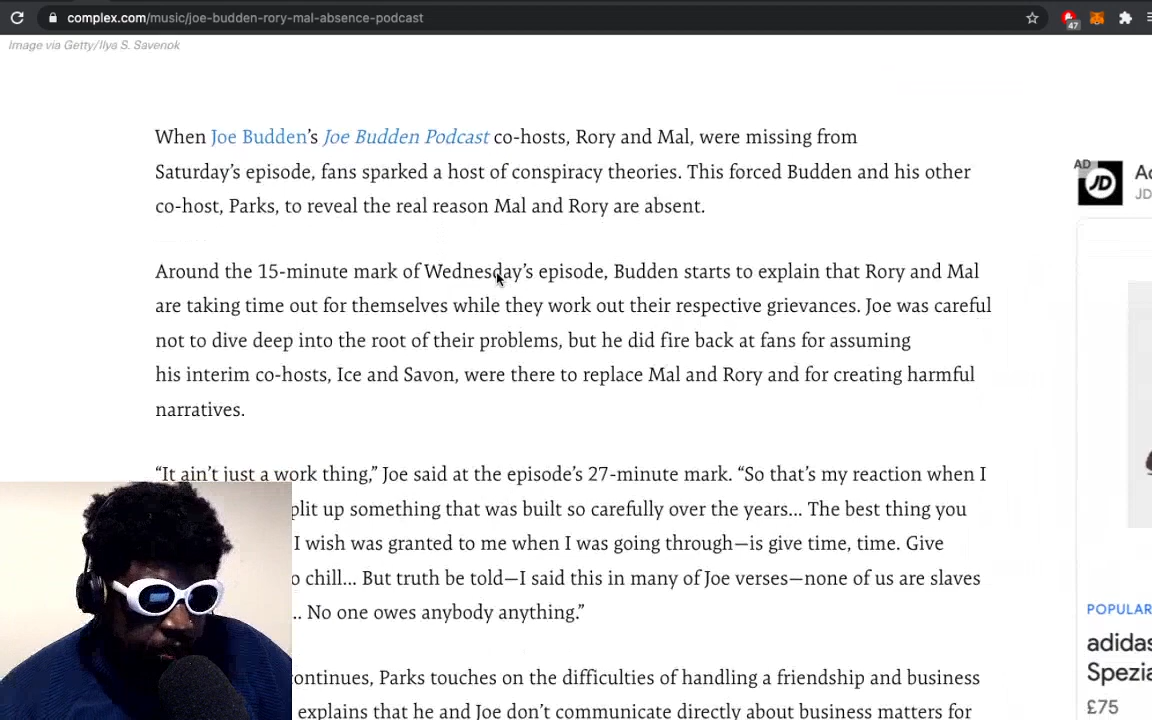 complex.com/music/joe-budden-rory-mal-absence-podcast
47
Image via Getty/Ilya S. Savenok
When Joe Budden's Joe Budden Podcast co-hosts, Rory and Mal, were missing from
Saturday's episode, fans sparked a host of conspiracy theories. This forced Budden and his other
co-host, Parks, to reveal the real reason Mal and Rory are absent.
AD
JD
JD
Around the 15-minute mark of Wednesday's episode, Budden starts to explain that Rory and Mal
are taking time out for themselves while they work out their respective grievances. Joe was careful
not to dive deep into the root of their problems, but he did fire back at fans for assuming
his interim co-hosts, Ice and Savon, were there to replace Mal and Rory and for creating harmful
narratives.
“It ain't just a work thing,” Joe said at the episode's 27-minute mark. “So that's my reaction when I
plit up something that was built so carefully over the years... The best thing you
I wish was granted to me when I was going through—is give time, time. Give
o chill... But truth be told—I said this in many of Joe verses—none of us are slaves
.. No one owes anybody anything.”
ontinues, Parks touches on the difficulties of handling a friendship and business
explains that he and Joe don't communicate directly about business matters for
POPULAR
adidas
Spezia
£75